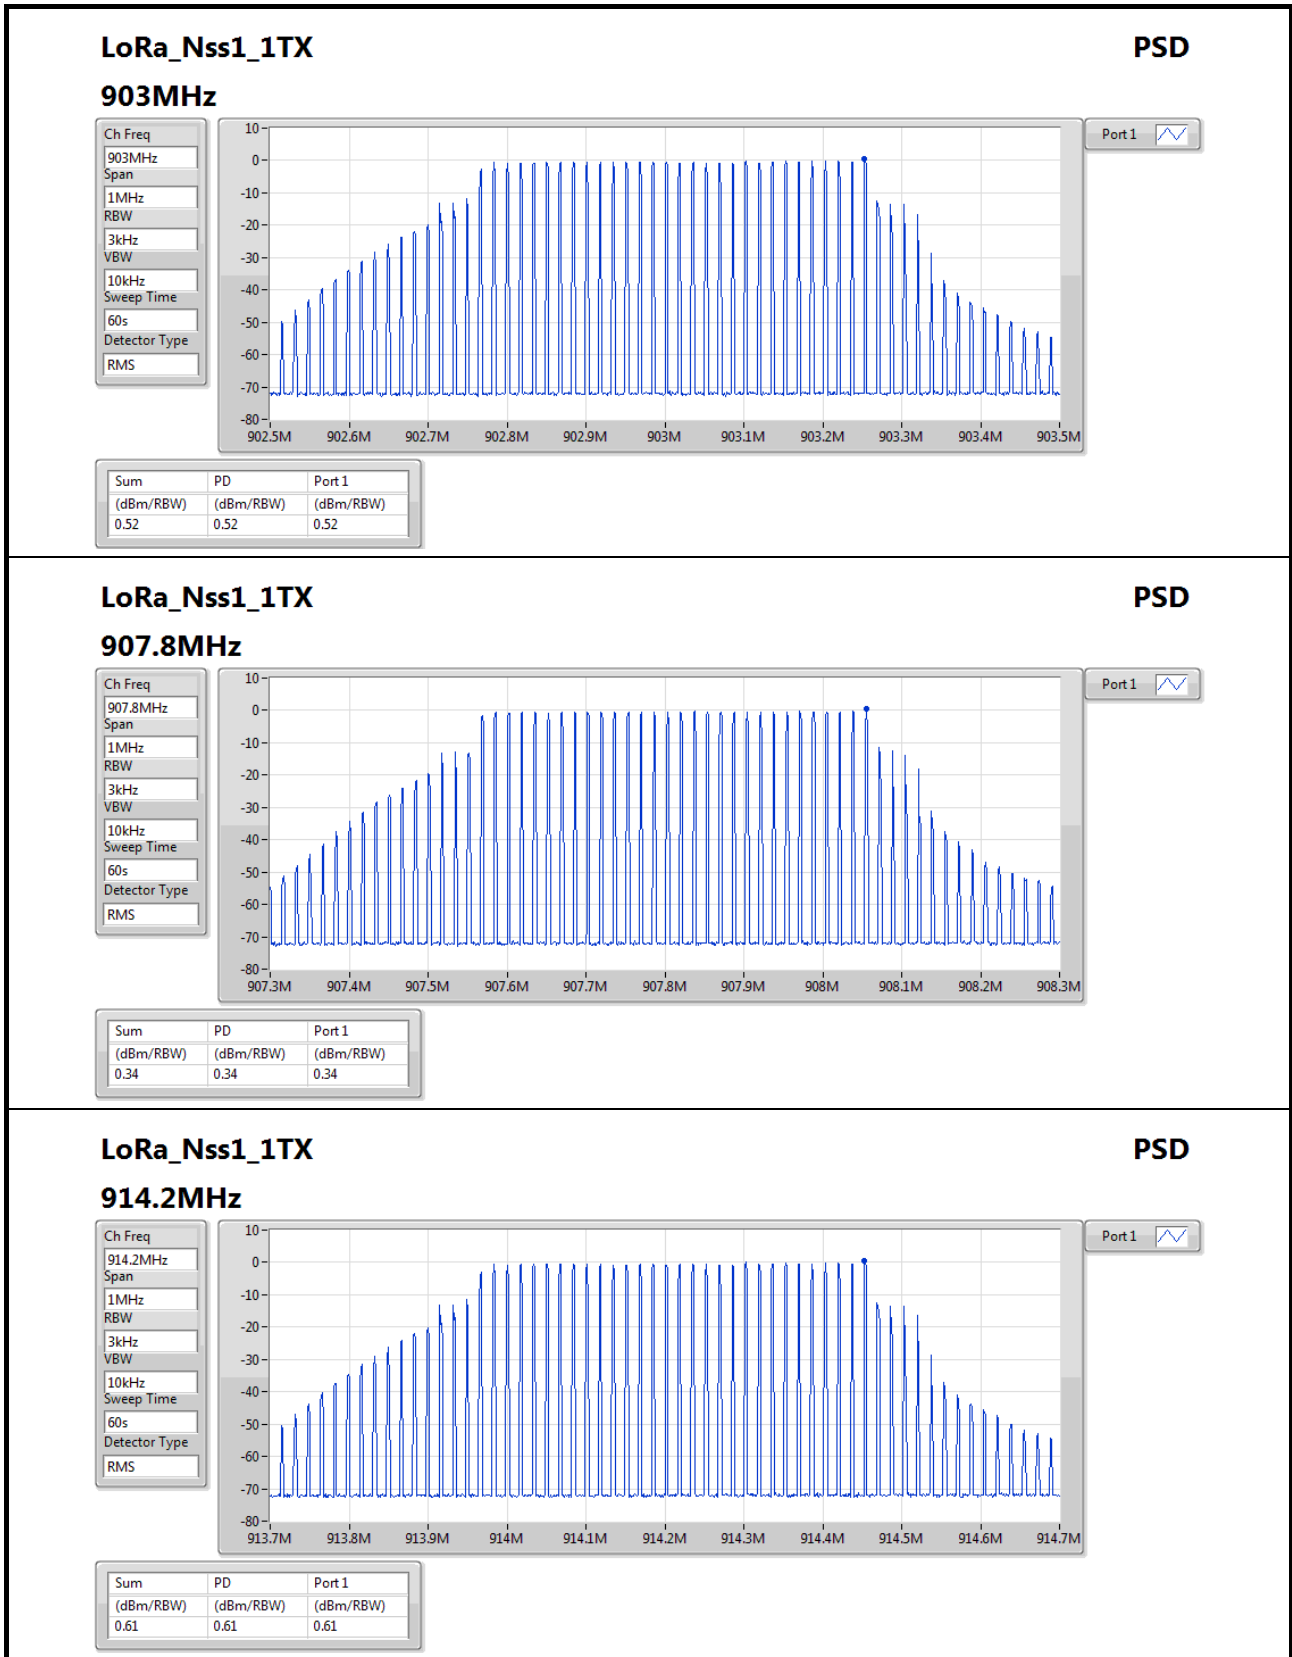 LoRa_Nss1_1TX PSD
903MHz
Ch Freq
903MHz
Span
1MHz
RBW
3kHz
VBW
10kHz
Sweep Time
60s
Detector Type
RMS
10
0
-10
-20
-30
-40
-50
-60
-70
-80
902.5M 902.6M 902.7M 902.8M 902.9M 903M 903.1M 903.2M 903.3M 903.4M 903.5M
Port 1
Sum PD Port 1
(dBm/RBW) (dBm/RBW) (dBm/RBW)
0.52 0.52 0.52
LoRa_Nss1_1TX PSD
907.8MHz
Ch Freq
907.8MHz
Span
1MHz
RBW
3kHz
VBW
10kHz
Sweep Time
60s
Detector Type
RMS
10
0
-10
-20
-30
-40
-50
-60
-70
-80
907.3M 907.4M 907.5M 907.6M 907.7M 907.8M 907.9M 908M 908.1M 908.2M 908.3M
Port 1
Sum PD Port 1
(dBm/RBW) (dBm/RBW) (dBm/RBW)
0.34 0.34 0.34
LoRa_Nss1_1TX PSD
914.2MHz
Ch Freq
914.2MHz
Span
1MHz
RBW
3kHz
VBW
10kHz
Sweep Time
60s
Detector Type
RMS
10
0
-10
-20
-30
-40
-50
-60
-70
-80
913.7M 913.8M 913.9M 914M 914.1M 914.2M 914.3M 914.4M 914.5M 914.6M 914.7M
Port 1
Sum PD Port 1
(dBm/RBW) (dBm/RBW) (dBm/RBW)
0.61 0.61 0.61